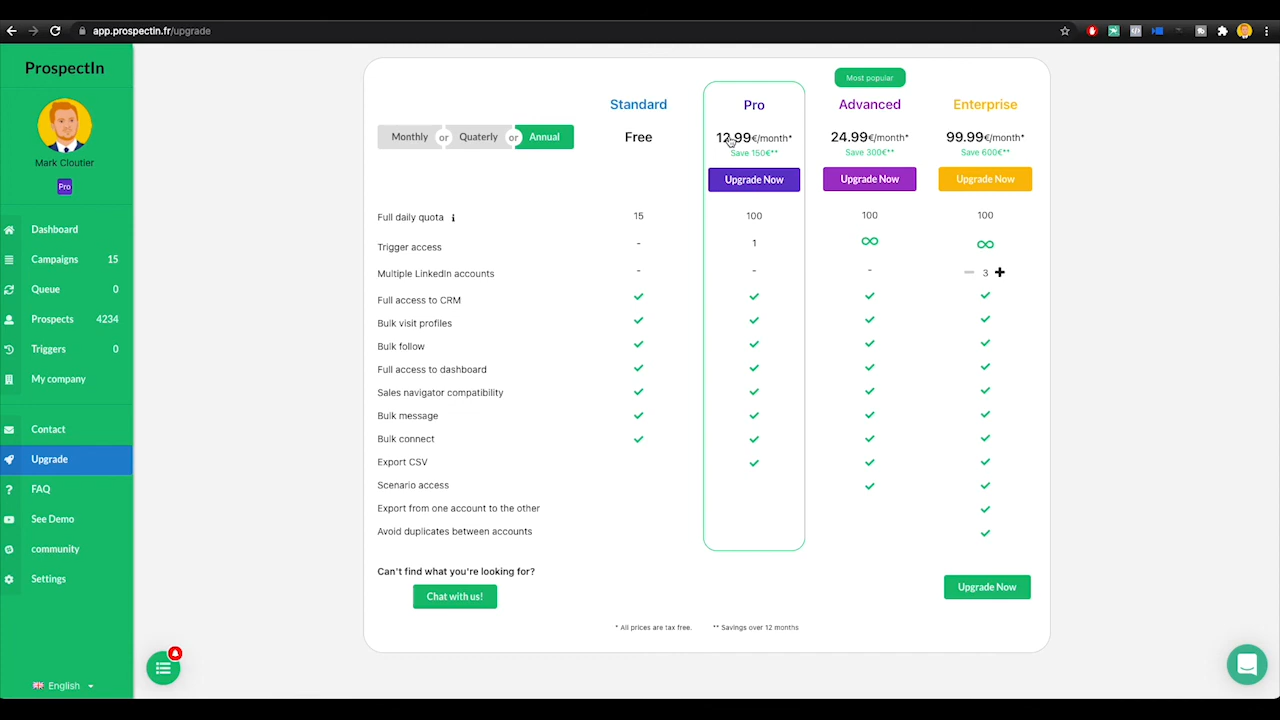 app.prospectin.fr/upgrade
ProspectIn
Mark Cloutier
Pro
Dashboard
Campaigns 15
Queue 0
Prospects 4234
Triggers 0
My company
Contact
Upgrade
FAQ
See Demo
community
Settings
English
Most popular
Standard Pro Advanced Enterprise
Monthly or Quaterly or Annual Free 12.99€/month* 24.99€/month* 99.99€/month*
Save 150€** Save 300€** Save 600€**
Upgrade Now Upgrade Now Upgrade Now
Full daily quota i 15 100 100 100
Trigger access - 1 ∞ ∞
Multiple LinkedIn accounts - - - − 3 +
Full access to CRM ✓ ✓ ✓ ✓
Bulk visit profiles ✓ ✓ ✓ ✓
Bulk follow ✓ ✓ ✓ ✓
Full access to dashboard ✓ ✓ ✓ ✓
Sales navigator compatibility ✓ ✓ ✓ ✓
Bulk message ✓ ✓ ✓ ✓
Bulk connect ✓ ✓ ✓ ✓
Export CSV ✓ ✓ ✓
Scenario access ✓ ✓
Export from one account to the other ✓
Avoid duplicates between accounts ✓
Can't find what you're looking for?
Chat with us! Upgrade Now
* All prices are tax free. ** Savings over 12 months